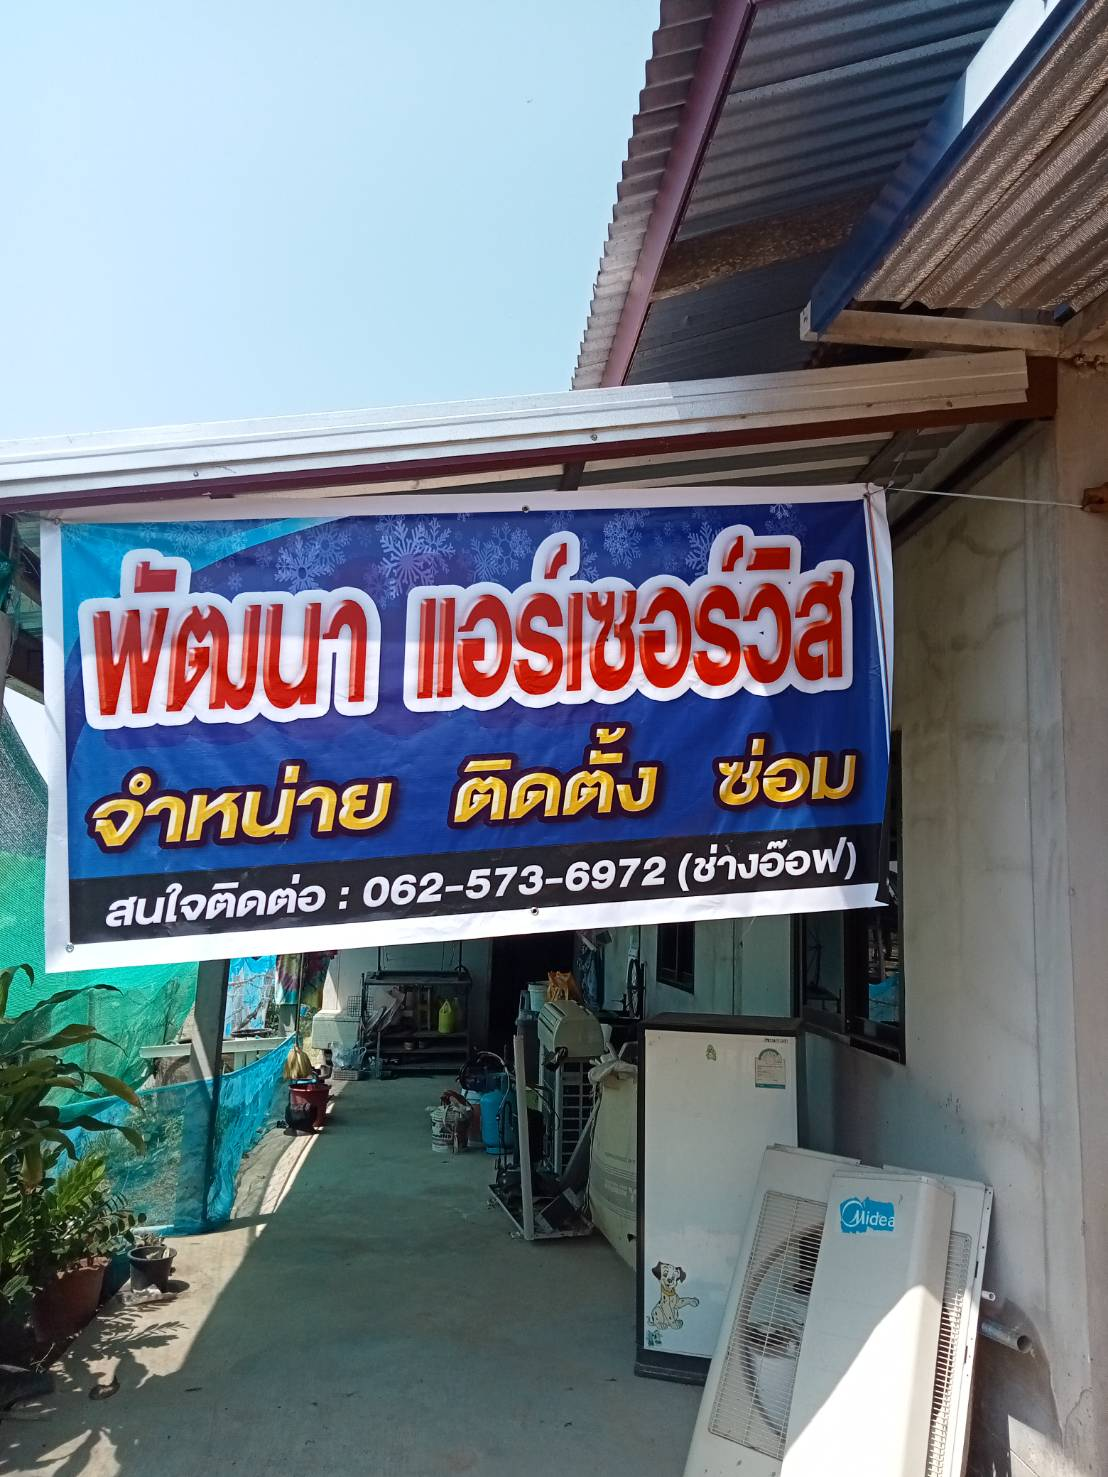 พัฒนา แอร์เซอร์วิส
จำหน่าย ติดตั้ง ซ่อม
สนใจติดต่อ : 062-573-6972 (ช่างอ๊อฟ)
Midea